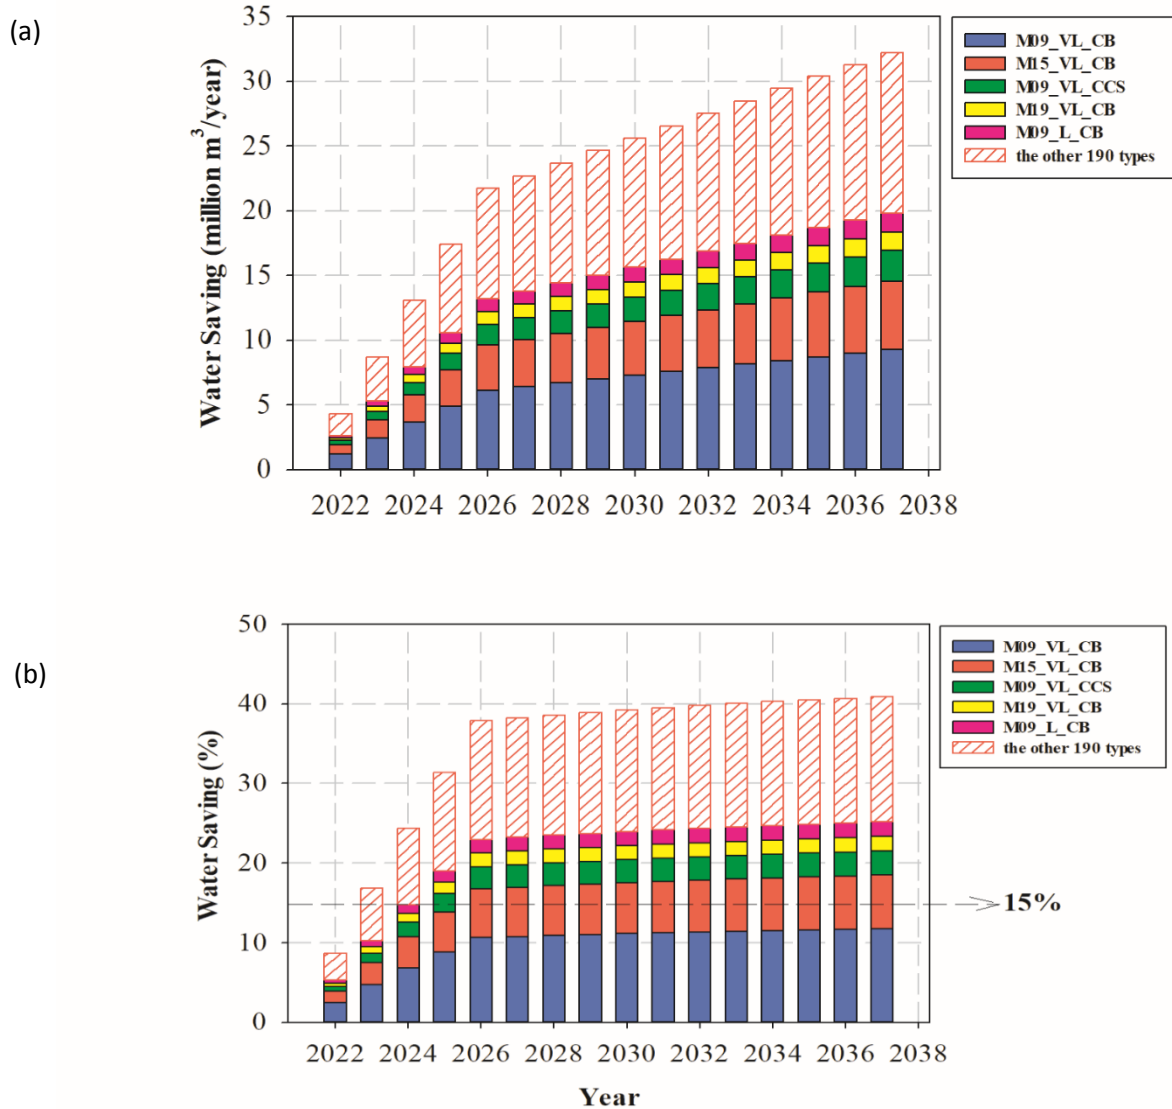 (a)
Water Saving (million m³/year)
35
30
25
20
15
10
5
0
2022 2024 2026 2028 2030 2032 2034 2036 2038
M09_VL_CB
M15_VL_CB
M09_VL_CCS
M19_VL_CB
M09_L_CB
the other 190 types
(b)
Water Saving (%)
50
40
30
20
10
0
2022 2024 2026 2028 2030 2032 2034 2036 2038
Year
M09_VL_CB
M15_VL_CB
M09_VL_CCS
M19_VL_CB
M09_L_CB
the other 190 types
15%